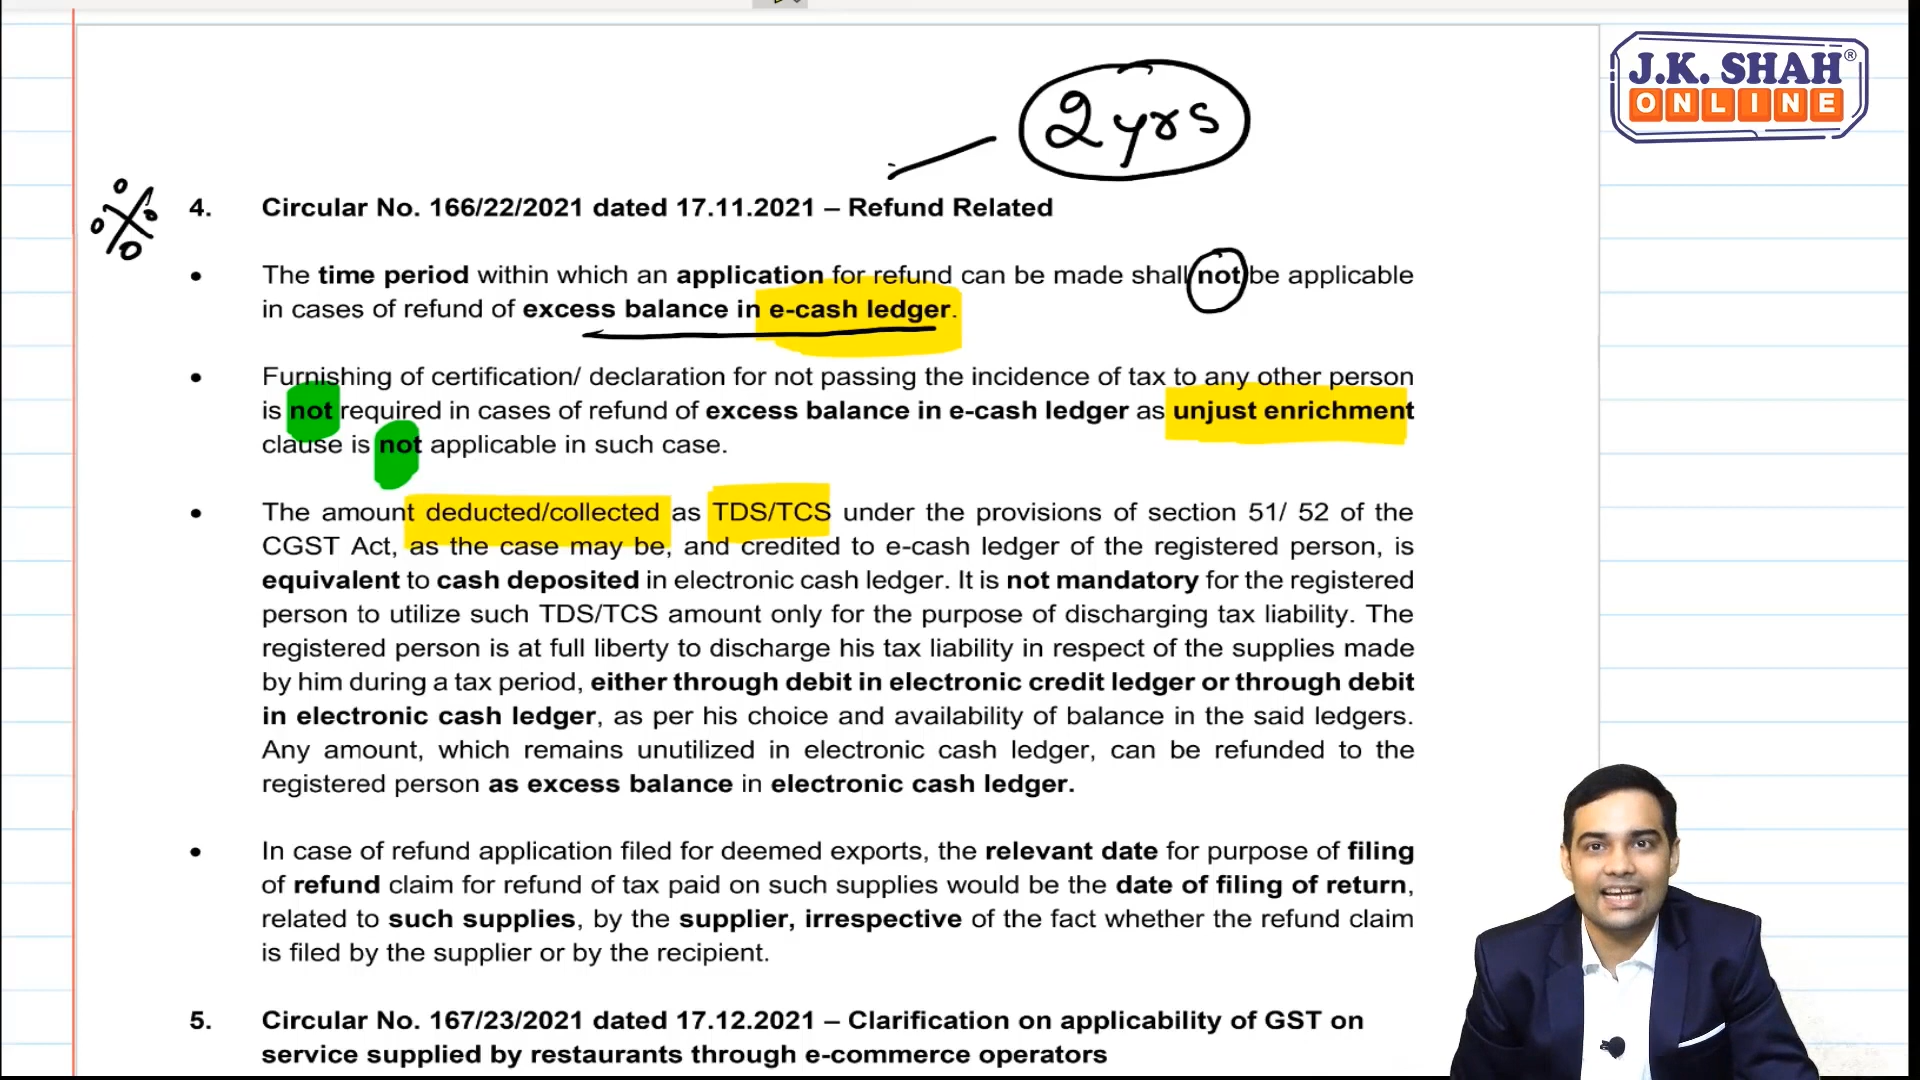 J.K. SHAH®
ONLINE
2 yrs
4. Circular No. 166/22/2021 dated 17.11.2021 – Refund Related
• The time period within which an application for refund can be made shall not be applicable
in cases of refund of excess balance in e-cash ledger.
• Furnishing of certification/ declaration for not passing the incidence of tax to any other person
is not required in cases of refund of excess balance in e-cash ledger as unjust enrichment
clause is not applicable in such case.
• The amount deducted/collected as TDS/TCS under the provisions of section 51/ 52 of the
CGST Act, as the case may be, and credited to e-cash ledger of the registered person, is
equivalent to cash deposited in electronic cash ledger. It is not mandatory for the registered
person to utilize such TDS/TCS amount only for the purpose of discharging tax liability. The
registered person is at full liberty to discharge his tax liability in respect of the supplies made
by him during a tax period, either through debit in electronic credit ledger or through debit
in electronic cash ledger, as per his choice and availability of balance in the said ledgers.
Any amount, which remains unutilized in electronic cash ledger, can be refunded to the
registered person as excess balance in electronic cash ledger.
• In case of refund application filed for deemed exports, the relevant date for purpose of filing
of refund claim for refund of tax paid on such supplies would be the date of filing of return,
related to such supplies, by the supplier, irrespective of the fact whether the refund claim
is filed by the supplier or by the recipient.
5. Circular No. 167/23/2021 dated 17.12.2021 – Clarification on applicability of GST on
service supplied by restaurants through e-commerce operators